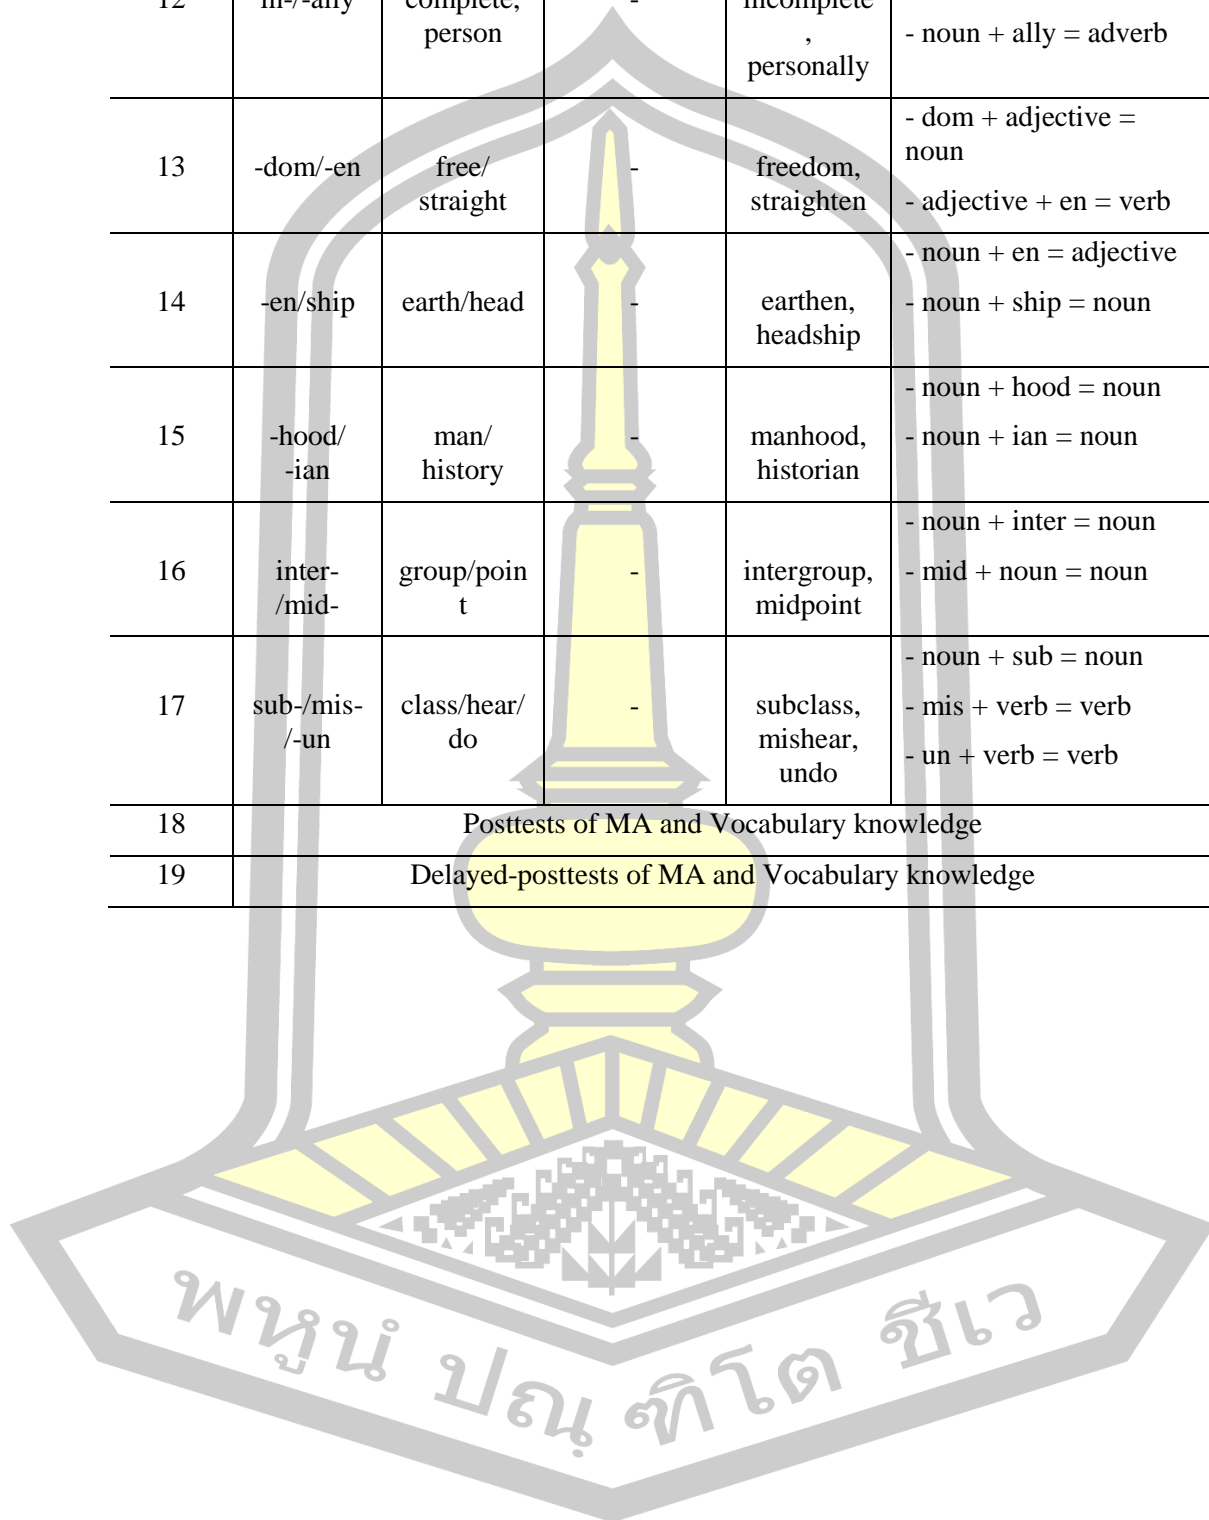 12 in-/-ally complete, - incomplete
person , - noun + ally = adverb
personally
- dom + adjective =
noun
13 -dom/-en free/ - freedom,
straight straighten - adjective + en = verb
- noun + en = adjective
14 -en/ship earth/head - earthen, - noun + ship = noun
headship
- noun + hood = noun
15 -hood/ man/ - manhood, - noun + ian = noun
-ian history historian
- noun + inter = noun
16 inter- group/poin - intergroup, - mid + noun = noun
/mid- t midpoint
- noun + sub = noun
17 sub-/mis- class/hear/ - subclass, - mis + verb = verb
/-un do mishear,
- un + verb = verb
undo
18 Posttests of MA and Vocabulary knowledge
19 Delayed-posttests of MA and Vocabulary knowledge
พหูนํ ปณฺฑิโต ชีเว